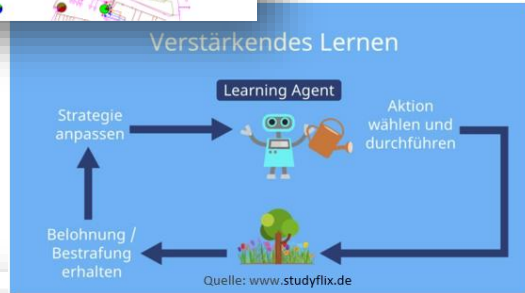 Verstärkendes Lernen
Learning Agent
Aktion
wählen und
durchführen
Strategie
anpassen
Belohnung /
Bestrafung
erhalten
Quelle: www.studyflix.de